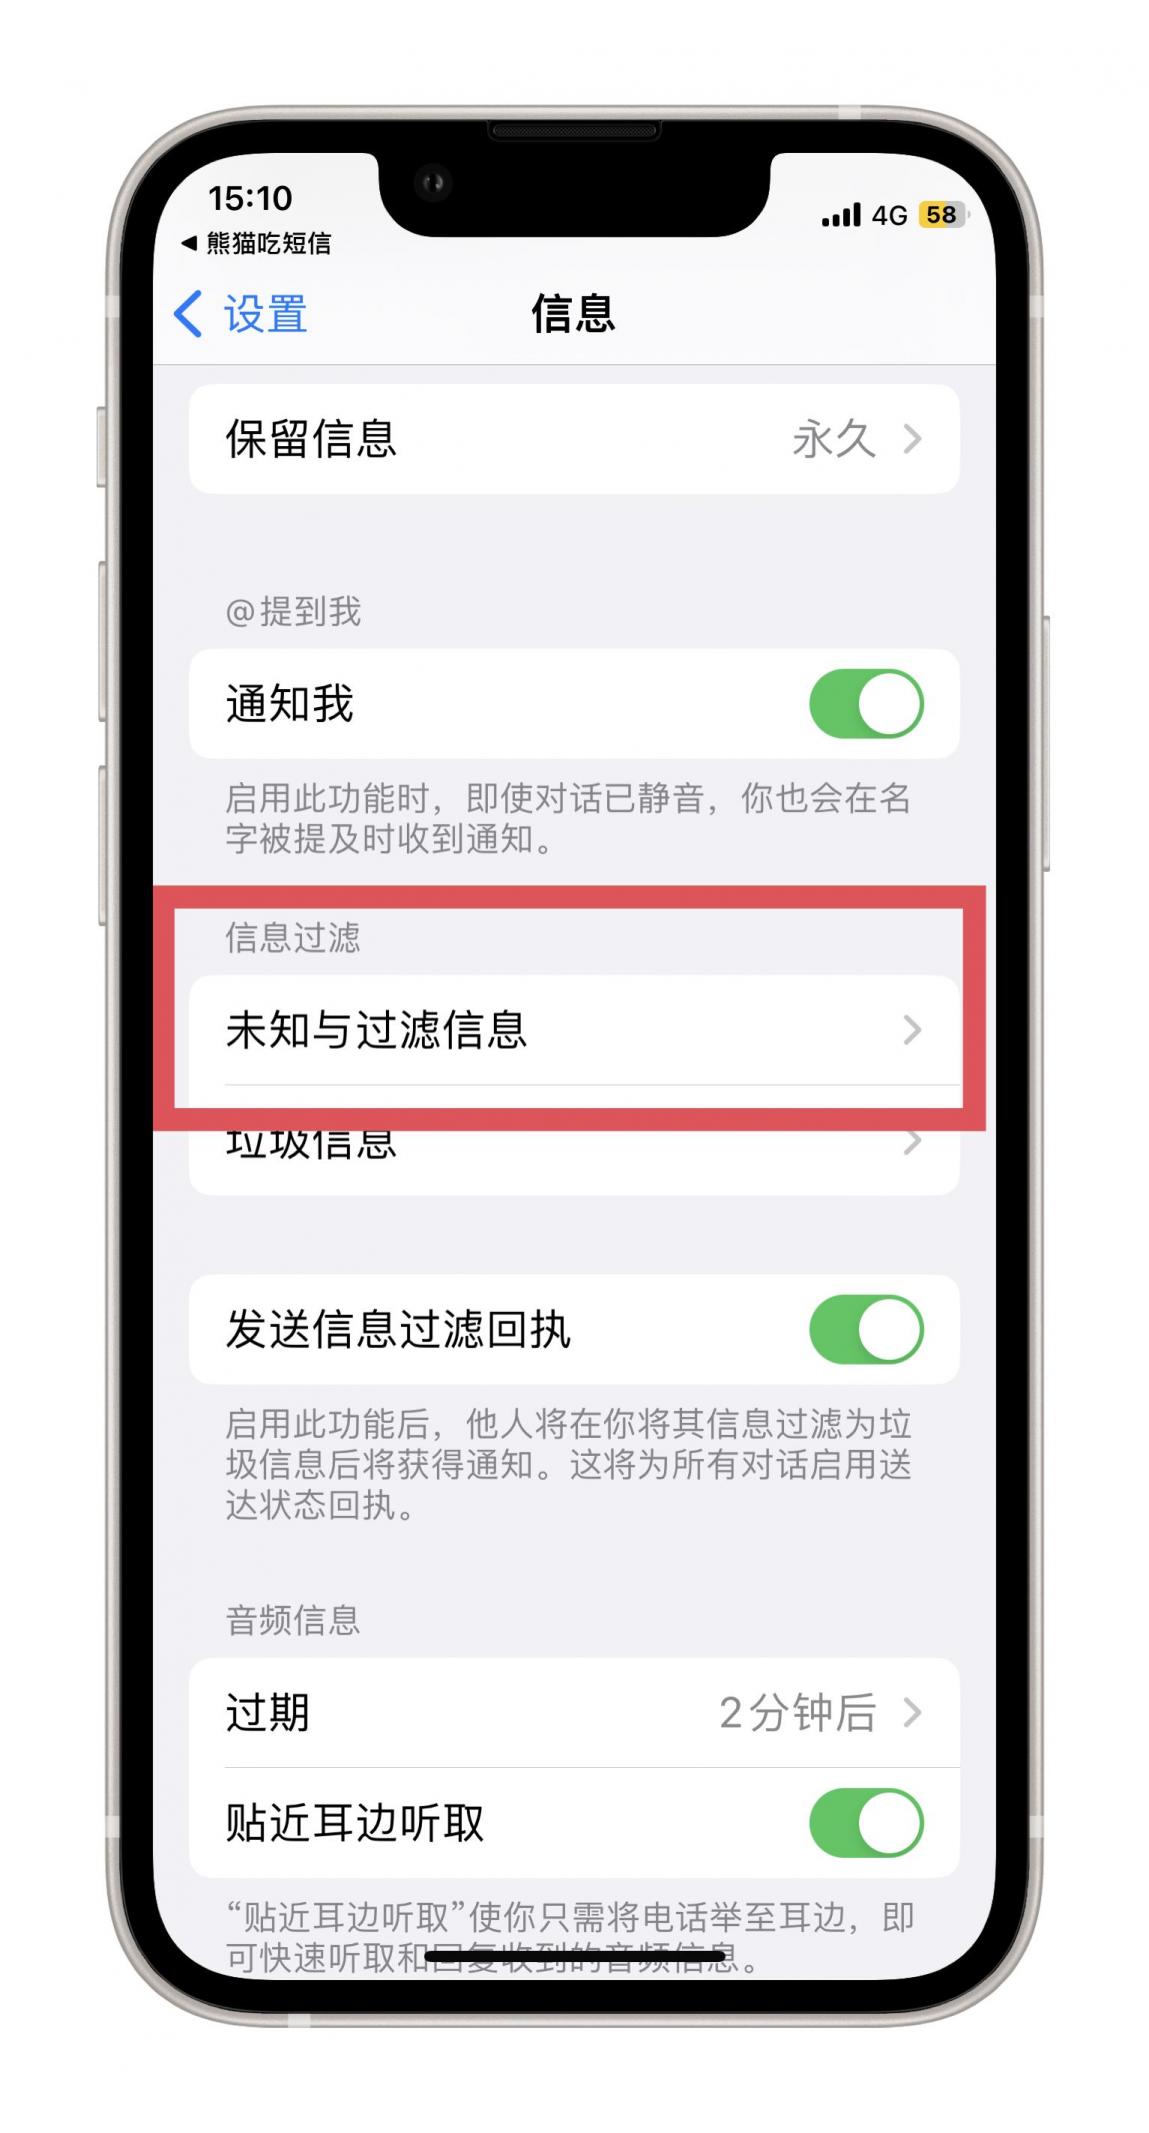 15:10
4G 58
◀ 熊猫吃短信
设置
信息
保留信息 永久
@提到我
通知我
启用此功能时，即使对话已静音，你也会在名
字被提及时收到通知。
信息过滤
未知与过滤信息
垃圾信息
发送信息过滤回执
启用此功能后，他人将在你将其信息过滤为垃
圾信息后将获得通知。这将为所有对话启用送
达状态回执。
音频信息
过期 2分钟后
贴近耳边听取
“贴近耳边听取”使你只需将电话举至耳边，即
可快速听取和回复收到的音频信息。